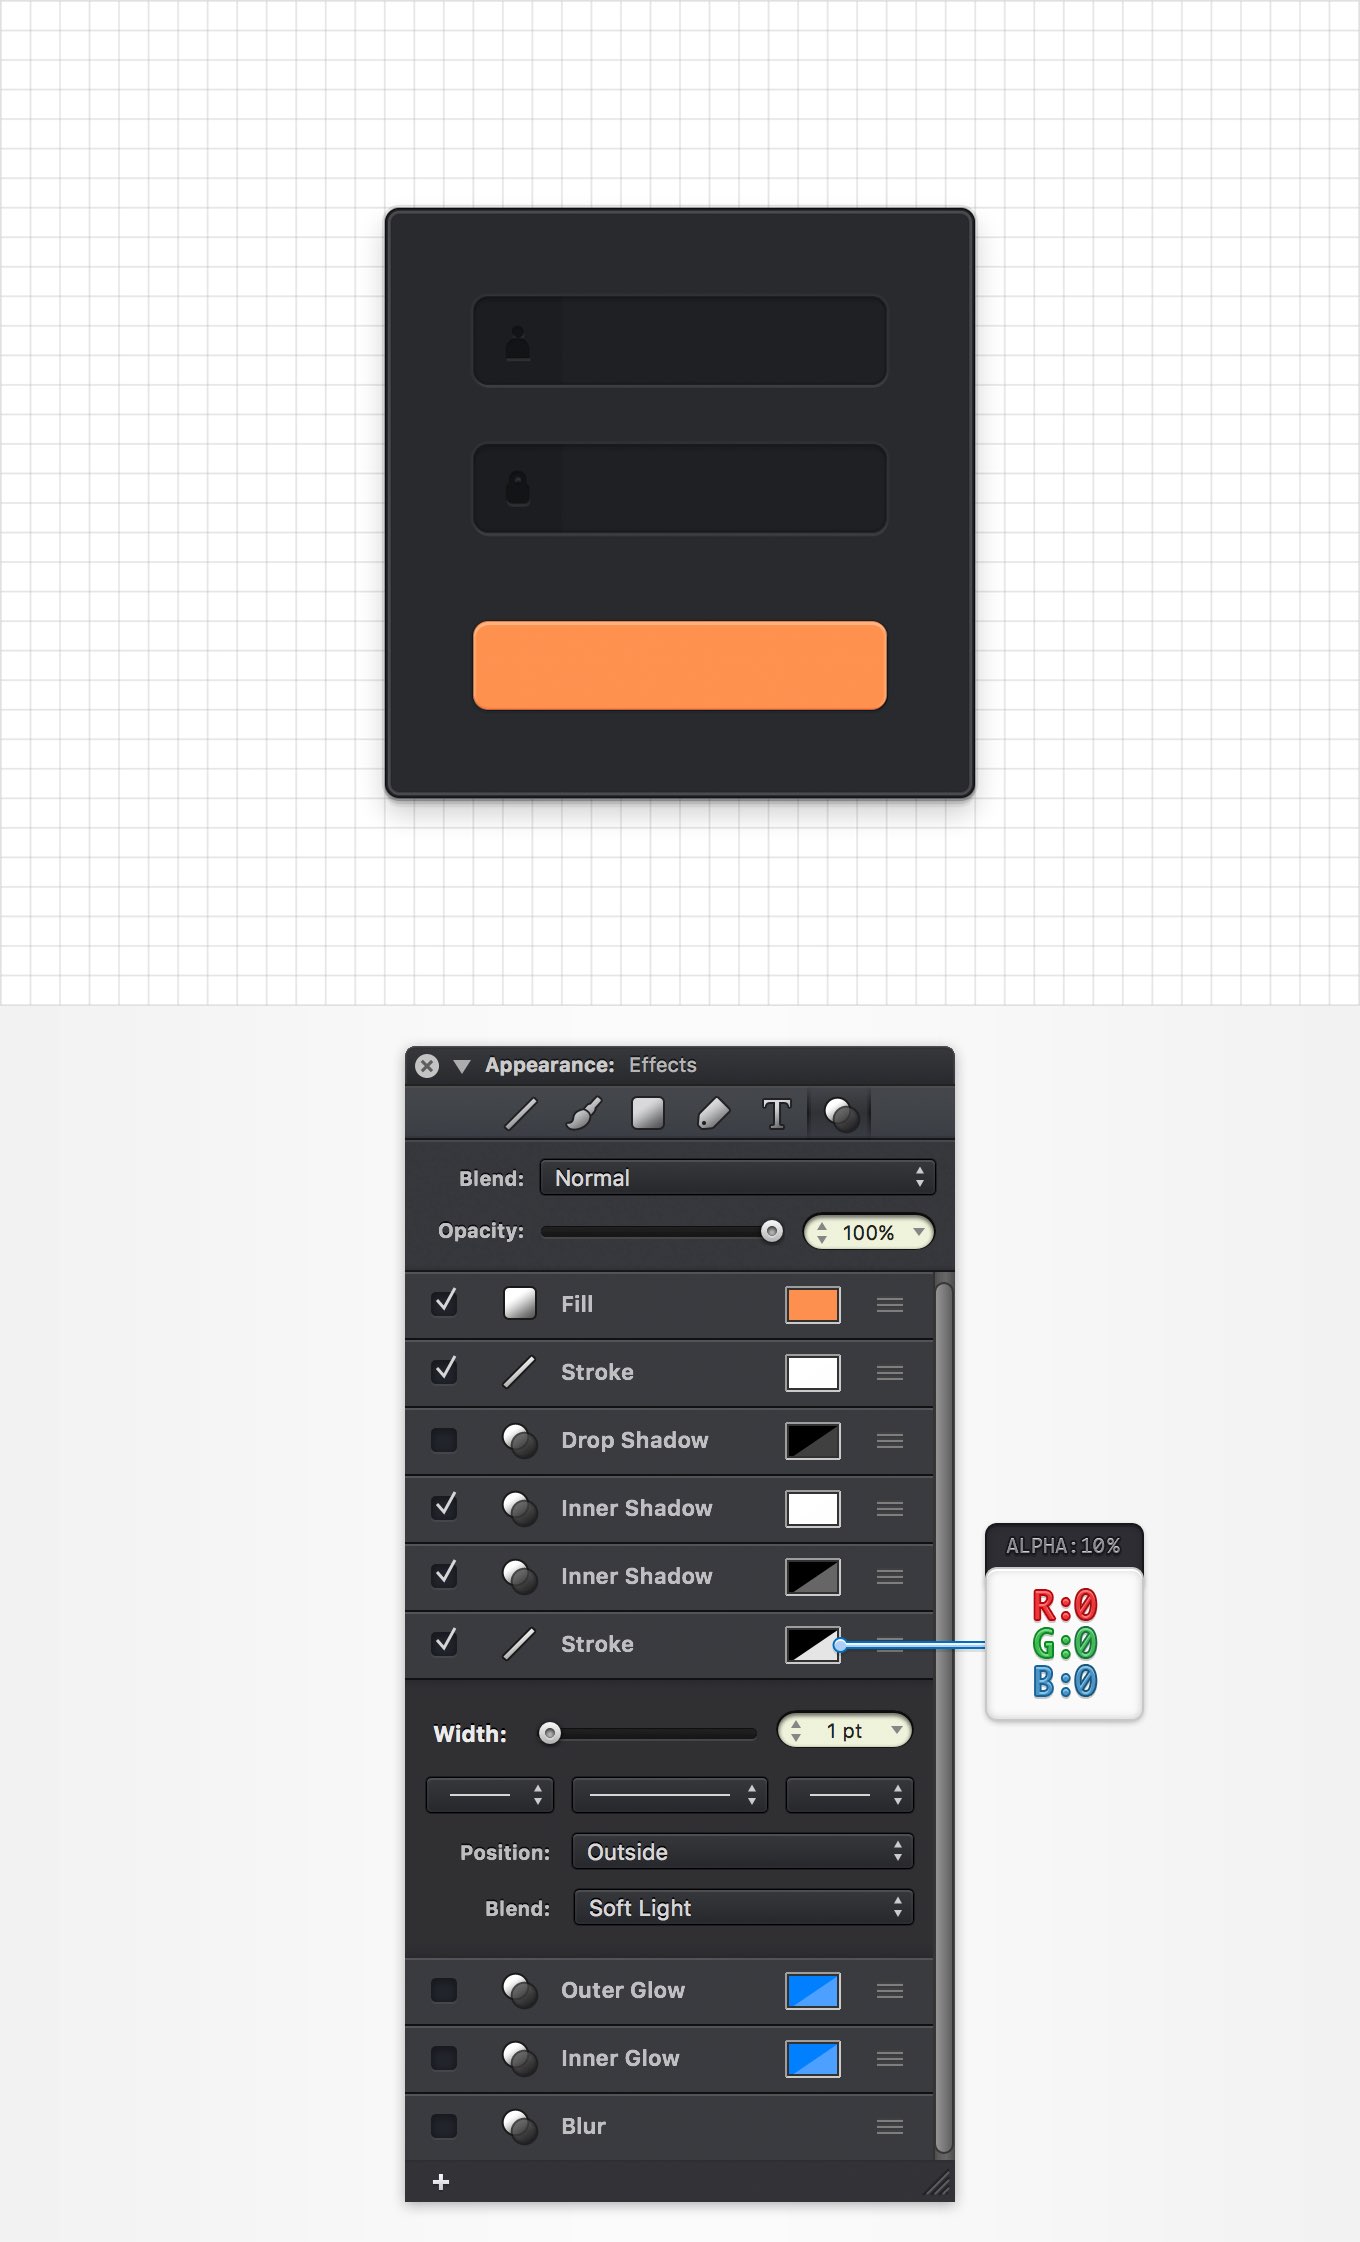 Appearance: Effects
T
Blend: Normal
Opacity: 100%
Fill
Stroke
Drop Shadow
Inner Shadow
Inner Shadow
Stroke
ALPHA:10%
R:0
G:0
B:0
Width: 1 pt
Position: Outside
Blend: Soft Light
Outer Glow
Inner Glow
Blur
+